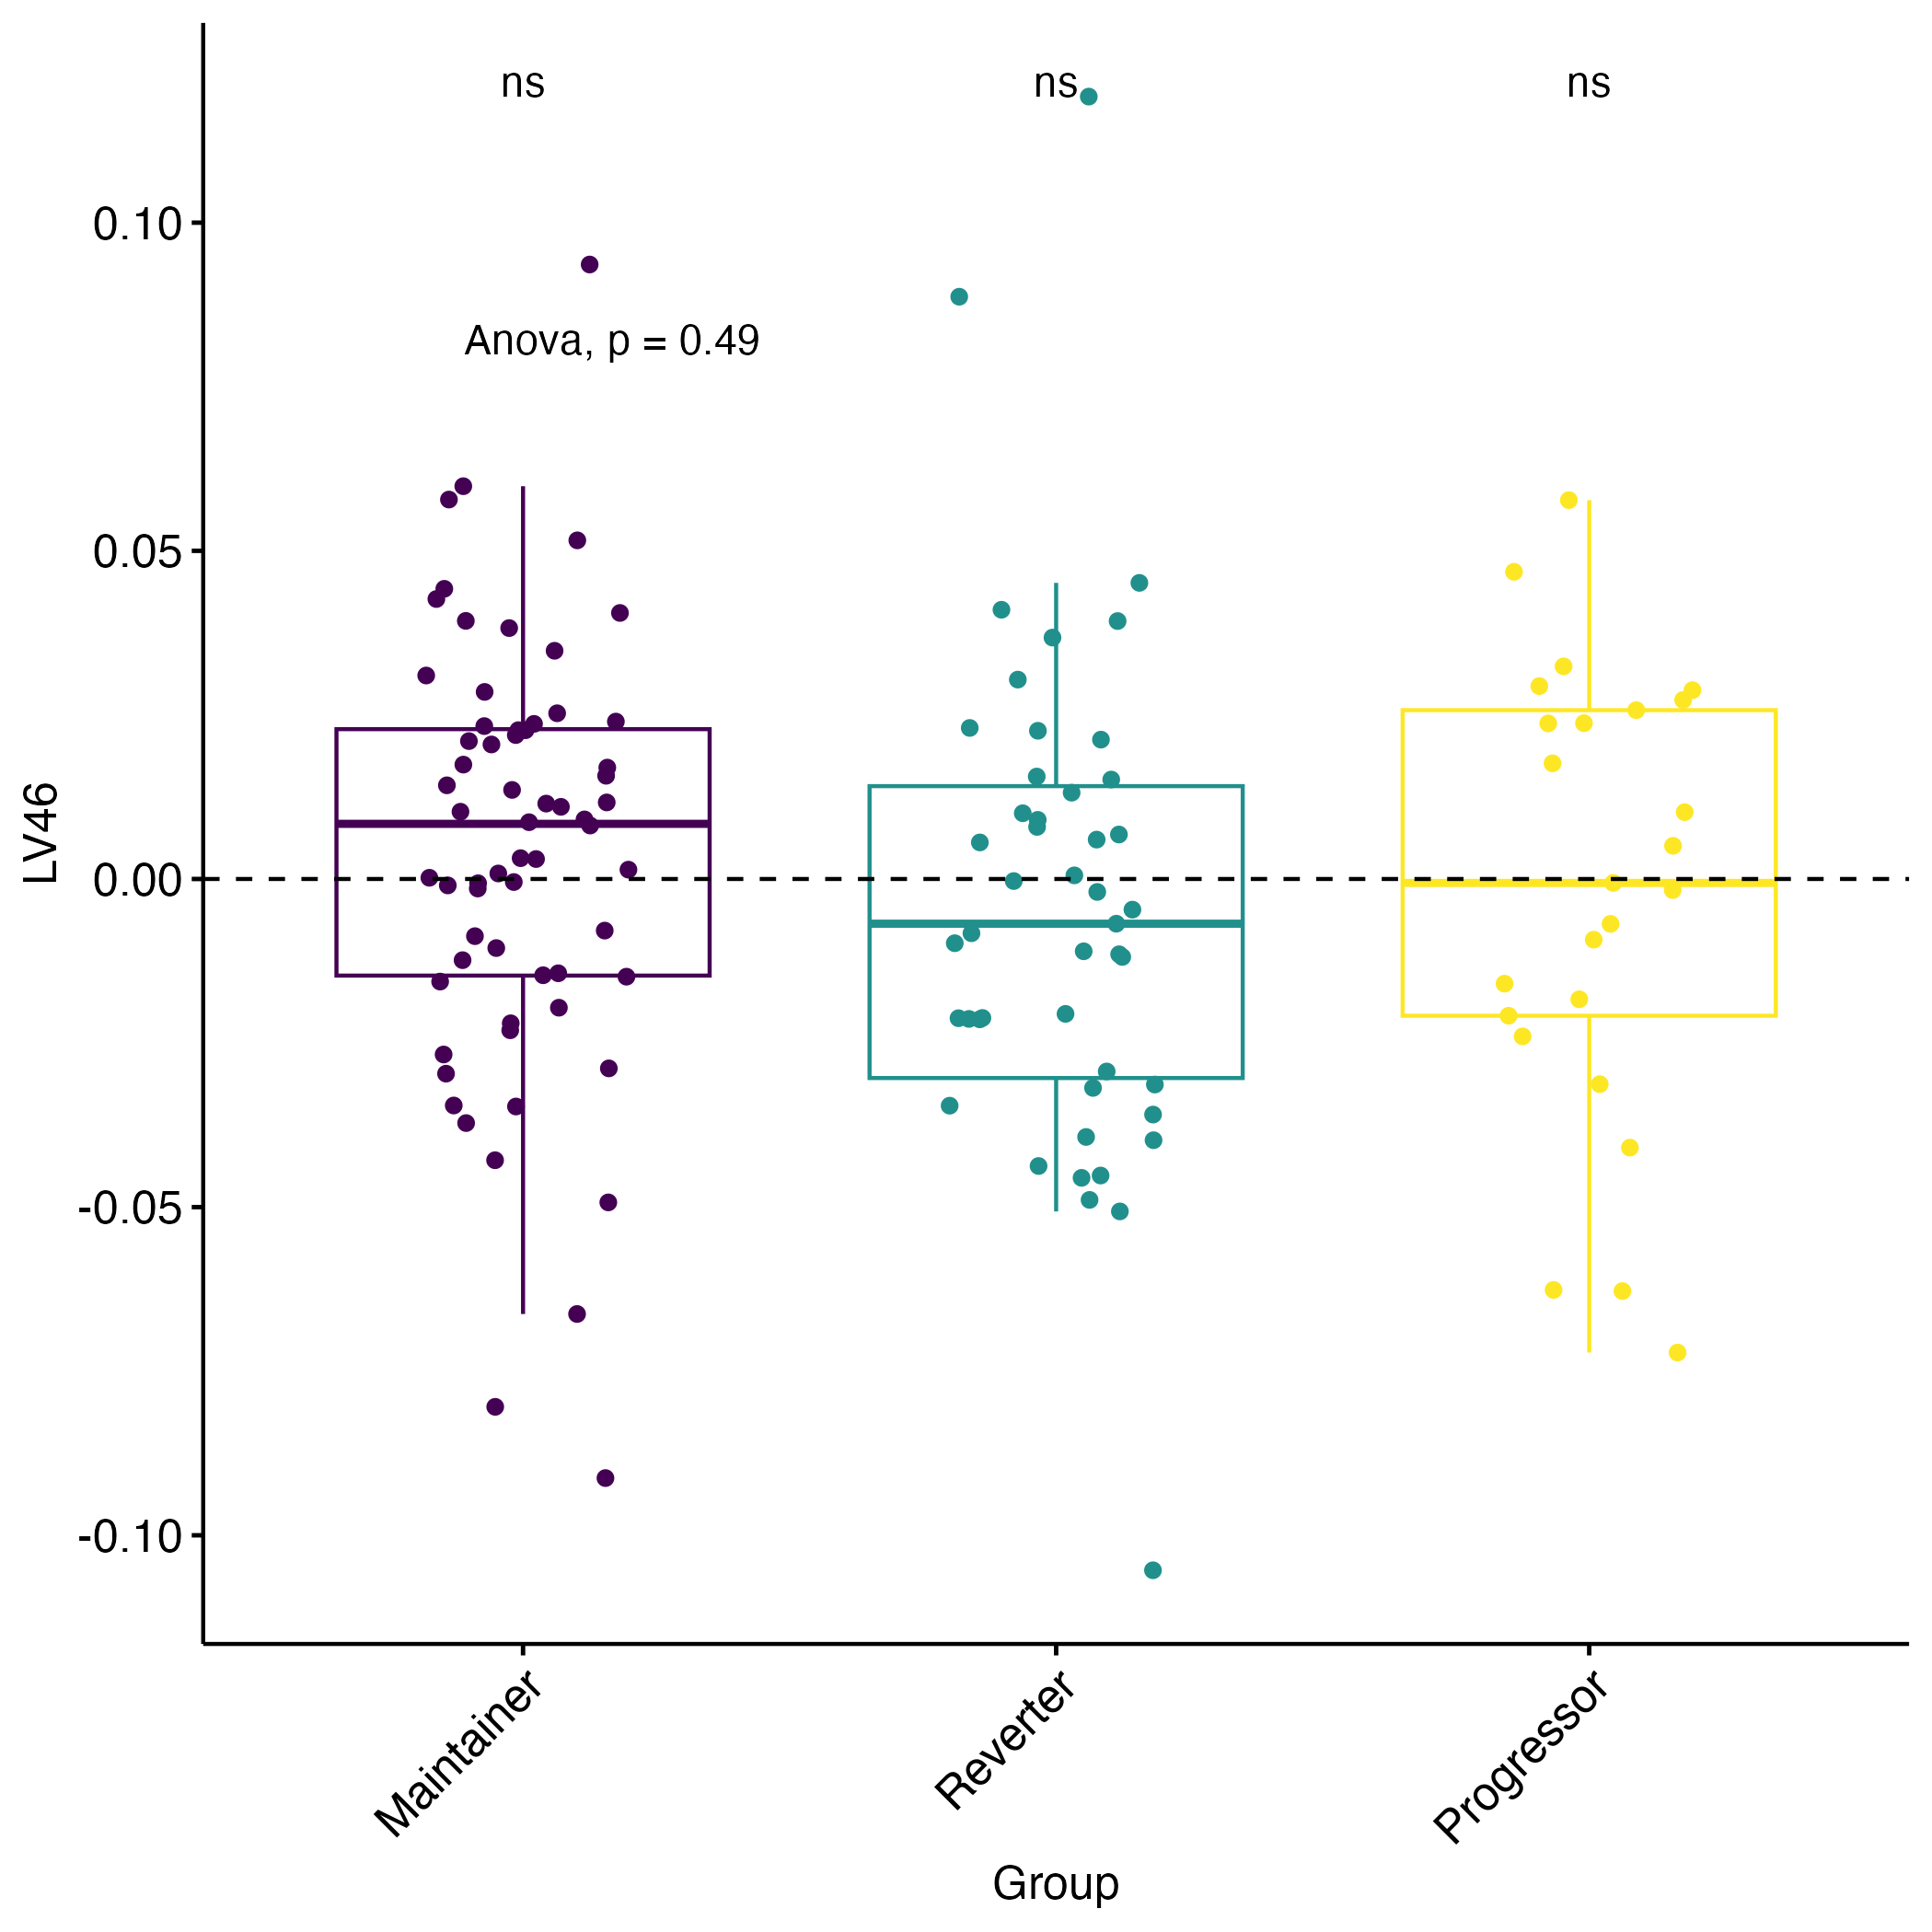 ns ns ns
0.10
Anova, p = 0.49
0.05
LV46
0.00
-0.05
-0.10
Maintainer Reverter Progressor
Group